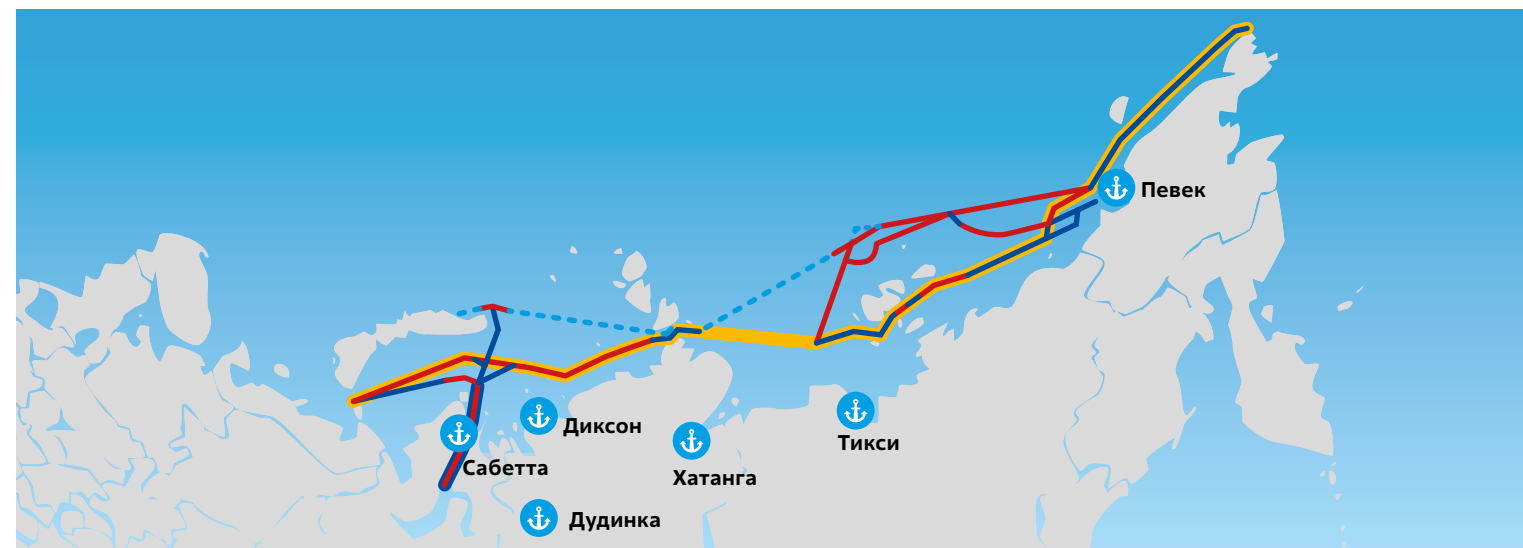 Певек
Диксон
Тикси
Сабетта
Хатанга
Дудинка